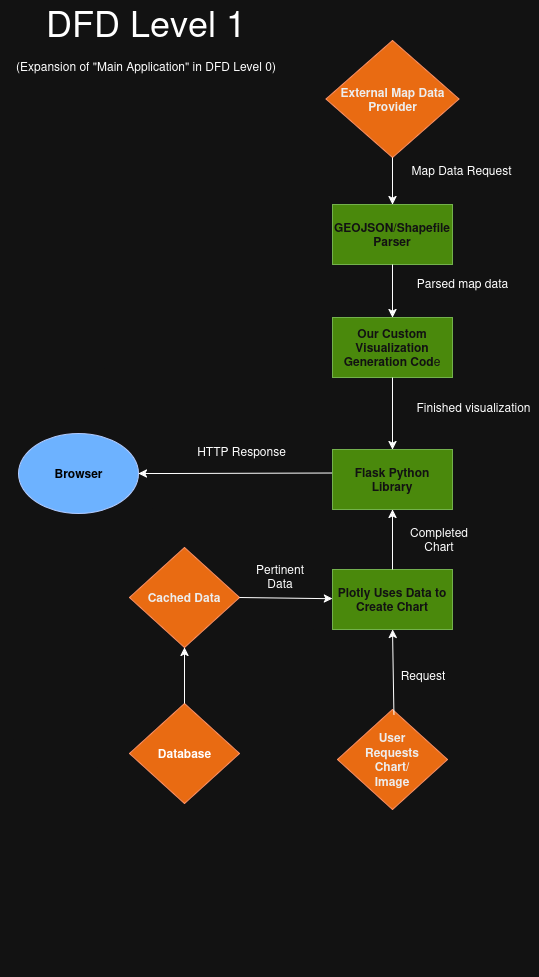 DFD Level 1
(Expansion of "Main Application" in DFD Level 0)
External Map Data
Provider
Map Data Request
GEOJSON/Shapefile
Parser
Parsed map data
Our Custom
Visualization
Generation Code
Finished visualization
HTTP Response
Browser
Flask Python
Library
Completed
Chart
Pertinent
Data
Cached Data
Plotly Uses Data to
Create Chart
Request
Database
User
Requests
Chart/
Image